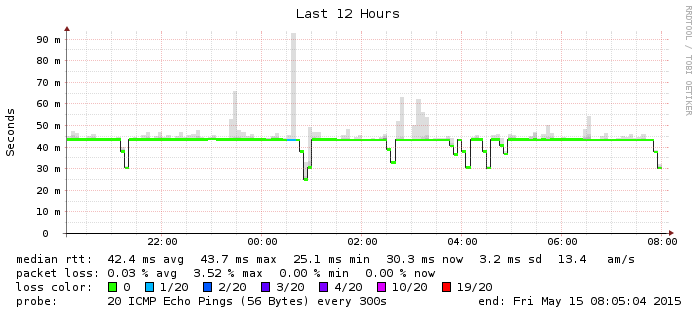 Last 12 Hours
RRDTOOL / TOBI OETIKER
Seconds
90 m
80 m
70 m
60 m
50 m
40 m
30 m
20 m
10 m
0
22:00 00:00 02:00 04:00 06:00 08:00
median rtt: 42.4 ms avg 43.7 ms max 25.1 ms min 30.3 ms now 3.2 ms sd 13.4 am/s
packet loss: 0.03 % avg 3.52 % max 0.00 % min 0.00 % now
loss color: 0 1/20 2/20 3/20 4/20 10/20 19/20
probe: 20 ICMP Echo Pings (56 Bytes) every 300s end: Fri May 15 08:05:04 2015